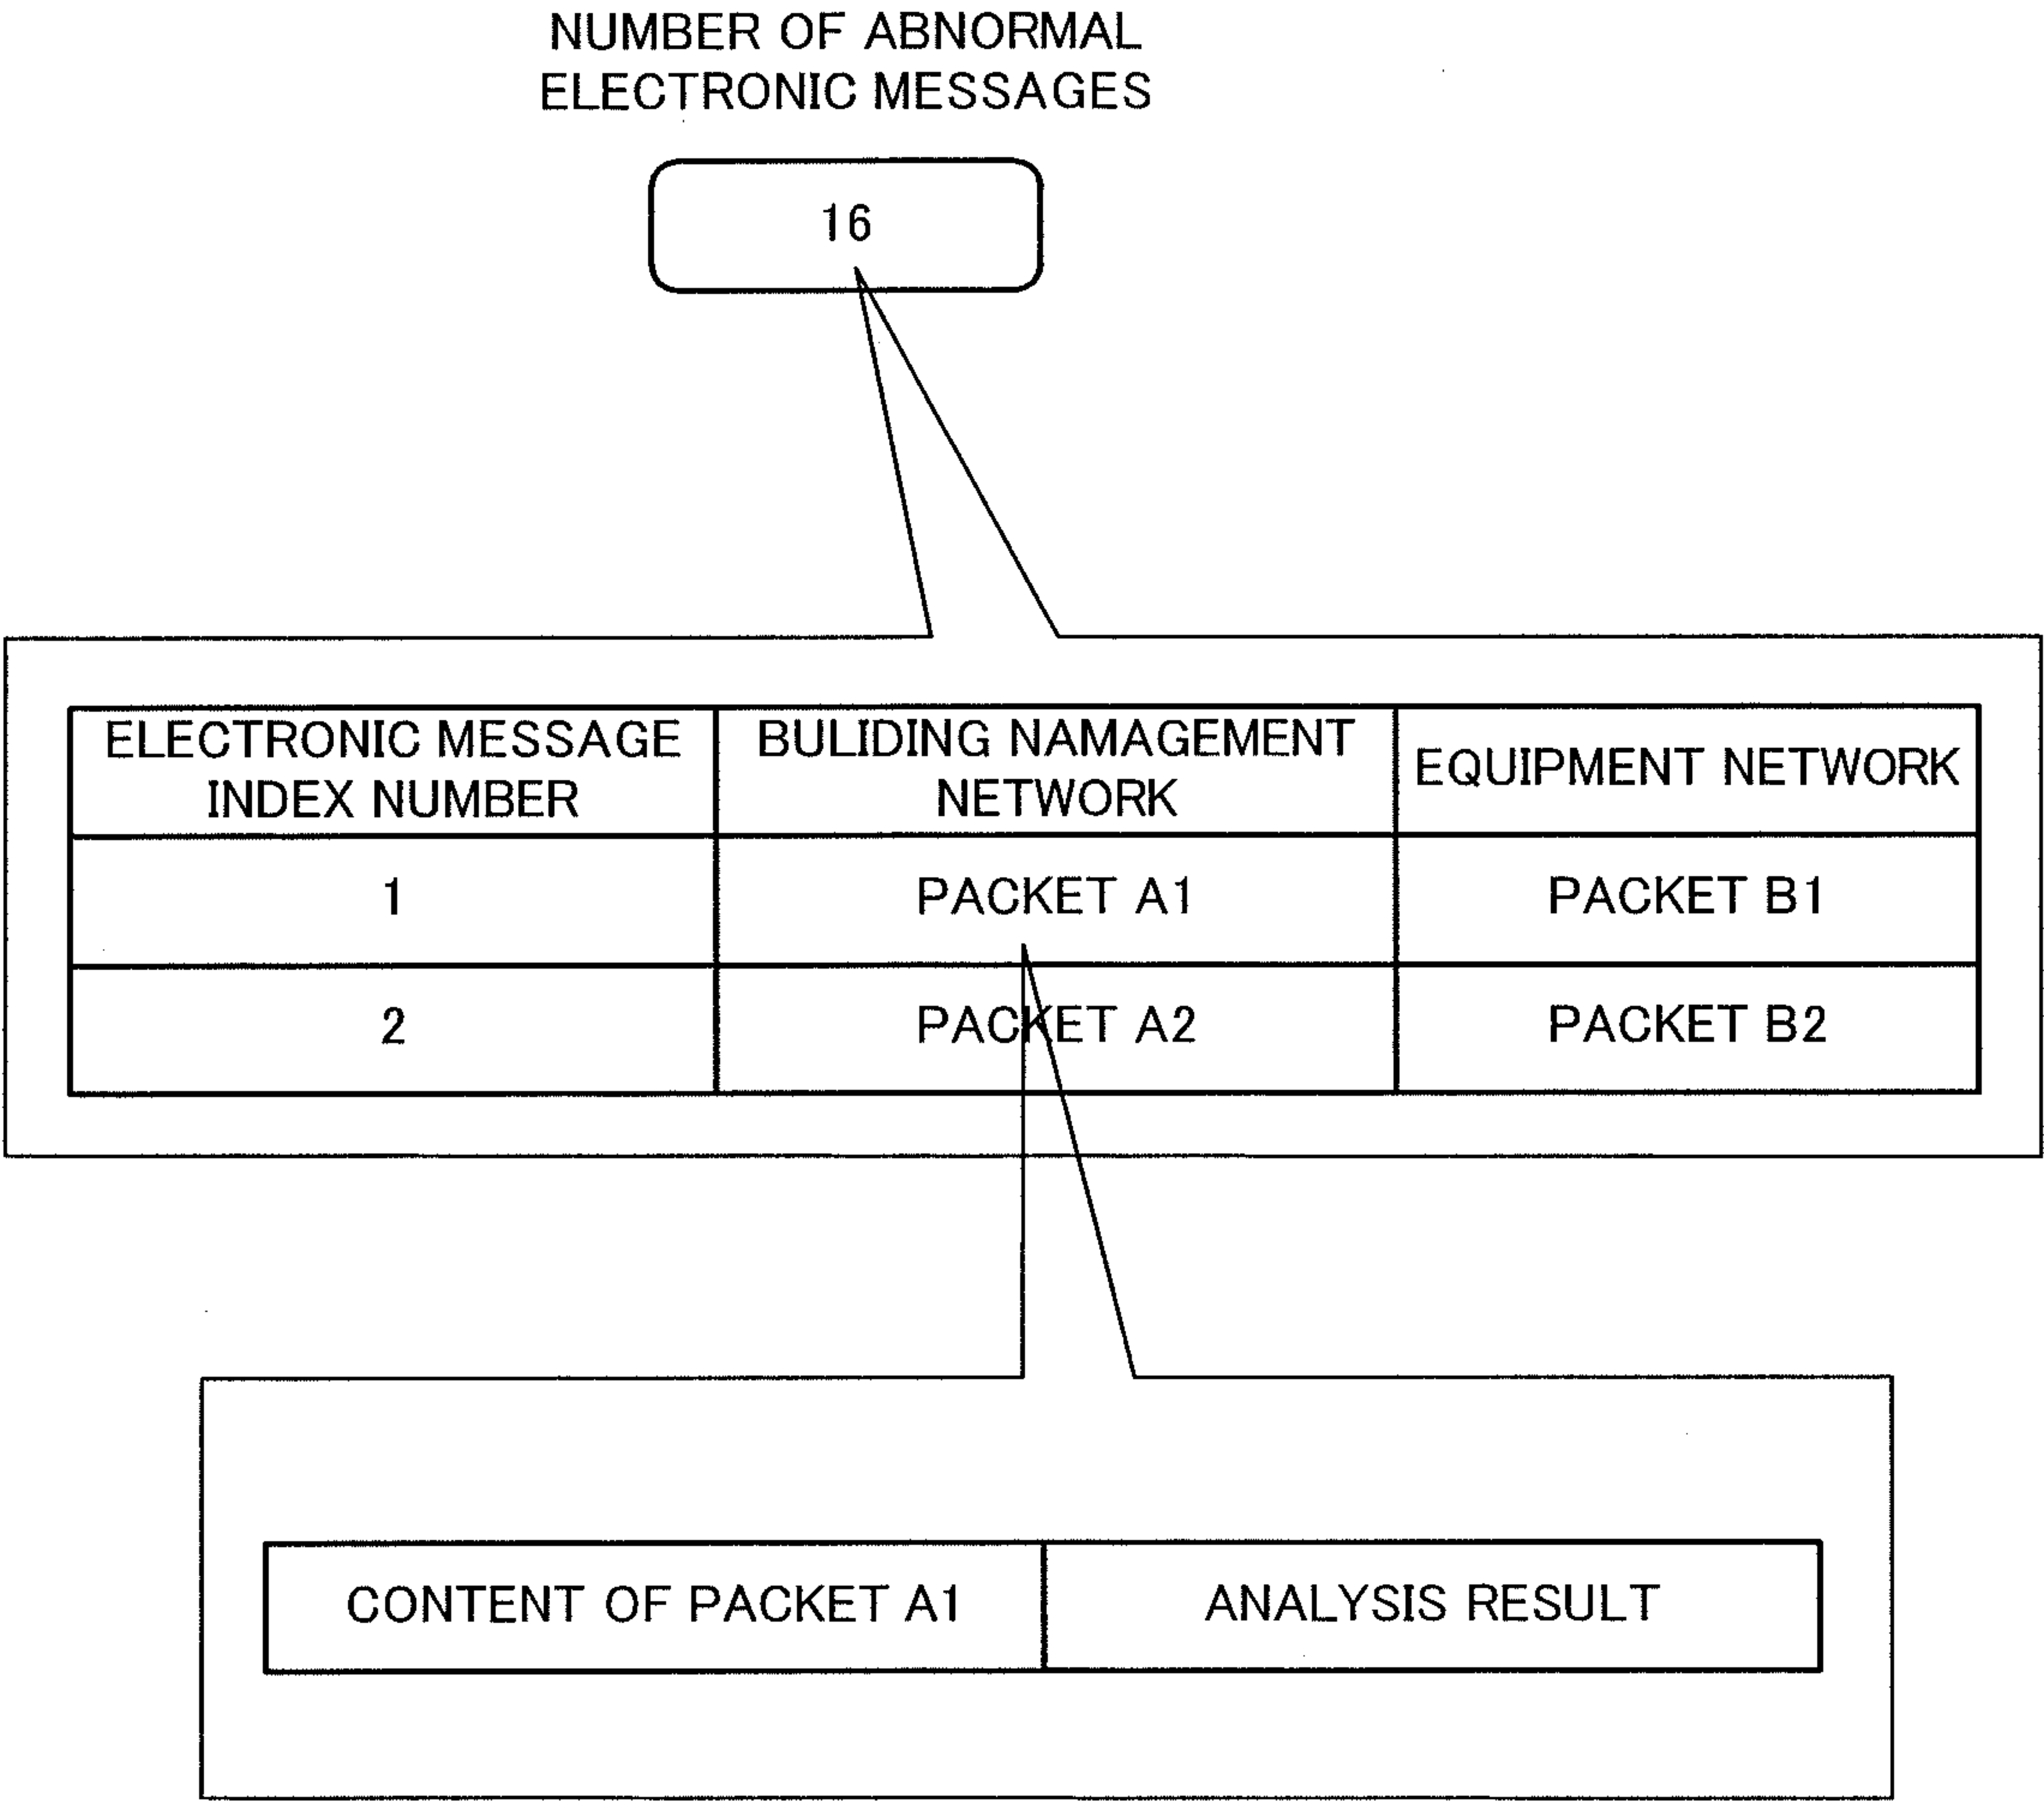 NUMBER OF ABNORMAL
ELECTRONIC MESSAGES
16
ELECTRONIC MESSAGE
INDEX NUMBER
BULIDING NAMAGEMENT
NETWORK
EQUIPMENT NETWORK
1
PACKET A1
PACKET B1
2
PACKET A2
PACKET B2
CONTENT OF PACKET A1
ANALYSIS RESULT